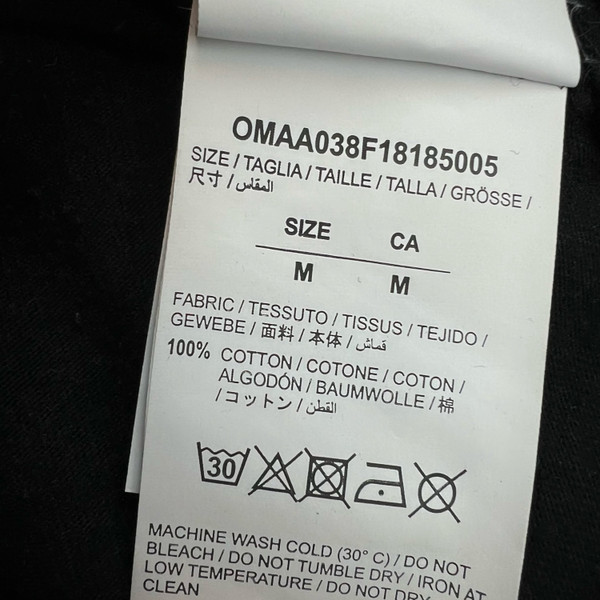 OMAA038F18185005
SIZE / TAGLIA / TAILLE / TALLA / GRÖSSE /
尺寸 / المقاس
SIZE CA
M M
FABRIC / TESSUTO / TISSUS / TEJIDO /
GEWEBE / 面料 / 本体 / قماش
100% COTTON / COTONE / COTON /
ALGODÓN / BAUMWOLLE / 棉
/ コットン / القطن
30
MACHINE WASH COLD (30° C) / DO NOT
BLEACH / DO NOT TUMBLE DRY / IRON AT
LOW TEMPERATURE / DO NOT DRY
CLEAN